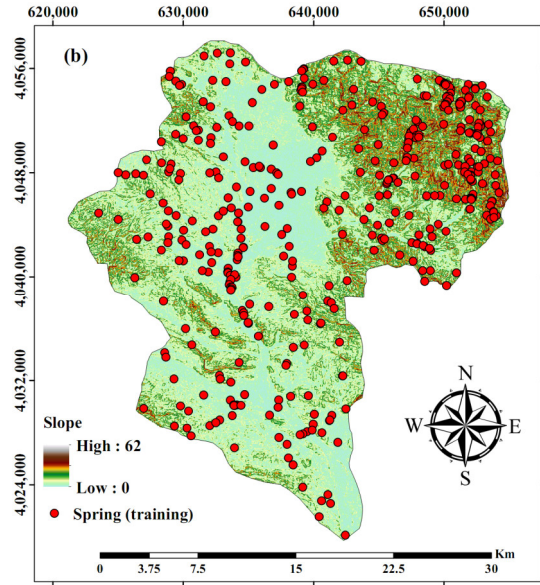 620,000 630,000 640,000 650,000
(b)
4,056,000
4,048,000
4,040,000
4,032,000
4,024,000
N
W E
S
Slope
High : 62
Low : 0
Spring (training)
Km
0 3.75 7.5 15 22.5 30